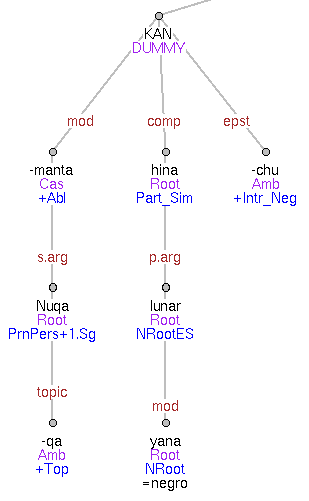 KAN
DUMMY
mod comp epst
-manta hina -chu
Cas Root Amb
+Abl Part_Sim +Intr_Neg
s.arg p.arg
Nuqa lunar
Root Root
PrnPers+1.Sg NRootES
topic
mod
-qa yana
Amb Root
+Top NRoot
=negro